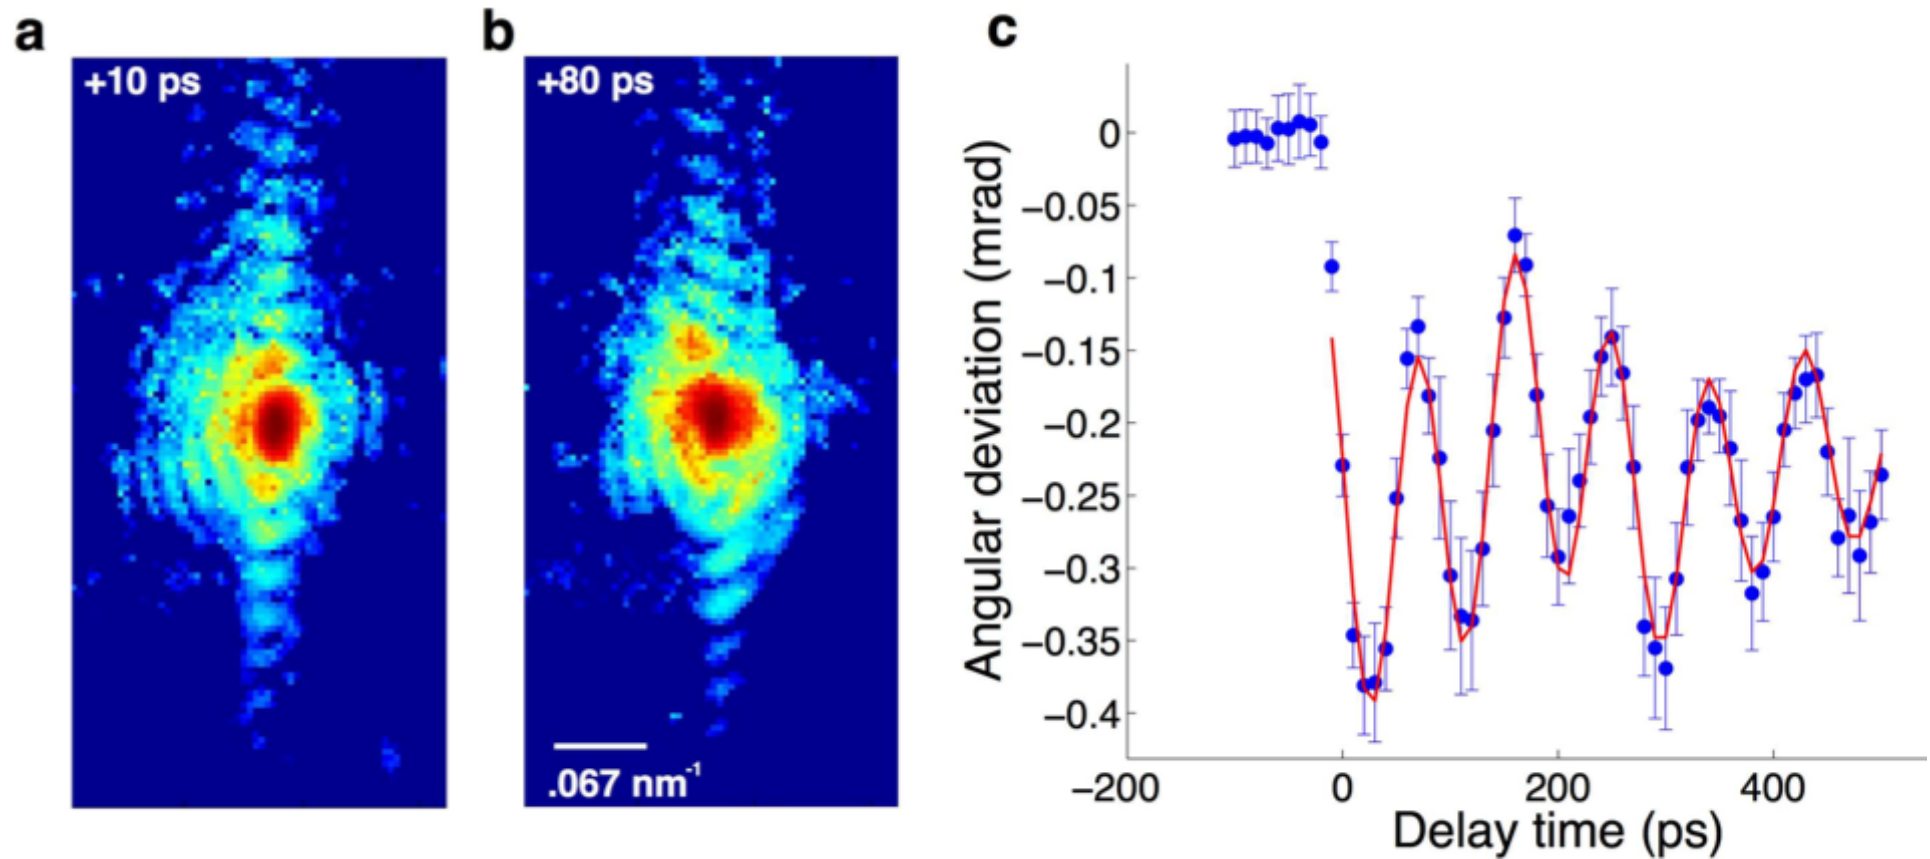 a
+10 ps
b
+80 ps
.067 nm⁻¹
c
Angular deviation (mrad)
0
−0.05
−0.1
−0.15
−0.2
−0.25
−0.3
−0.35
−0.4
−200 0 200 400
Delay time (ps)